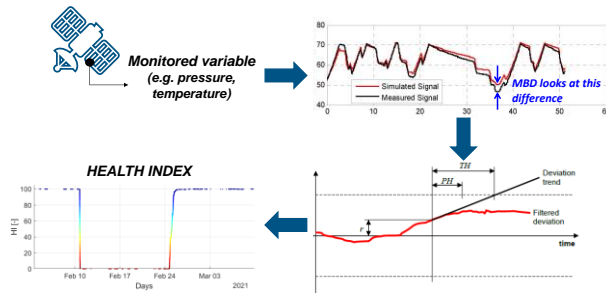 Monitored variable
(e.g. pressure,
temperature)
80
70
60
50
40
0
10
20
30
40
50
60
Simulated Signal
Measured Signal
MBD looks at this
difference
TH
PH
r
Deviation
trend
Filtered
deviation
time
HEALTH INDEX
HI [-]
100
80
60
40
20
0
Feb 10
Feb 17
Feb 24
Mar 03
Days
2021